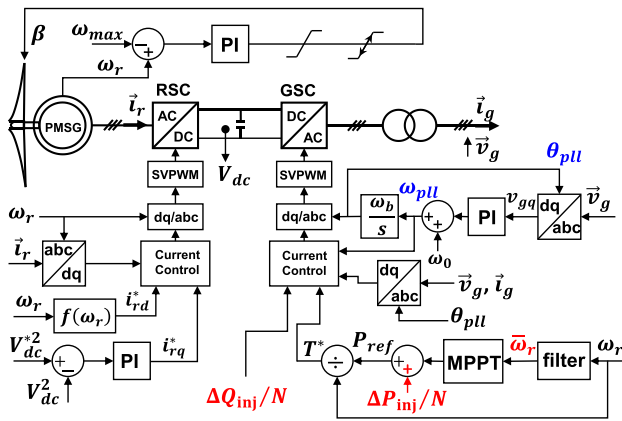 β
ω_max
−
+
PI
ω_r
RSC
GSC
PMSG
i⃗_r
AC
DC
DC
AC
i⃗_g
v⃗_g
V_dc
SVPWM
SVPWM
θ_pll
ω_r
dq/abc
dq/abc
ω_b
s
ω_pll
+
+
PI
v_gq
dq
abc
v⃗_g
i⃗_r
abc
dq
Current
Control
Current
Control
ω_0
dq
abc
v⃗_g, i⃗_g
ω_r
f(ω_r)
i*_rd
θ_pll
V*2_dc
+
−
PI
i*_rq
T*
÷
P_ref
+
+
MPPT
ω̅_r
filter
ω_r
V2_dc
ΔQ_inj/N
ΔP_inj/N